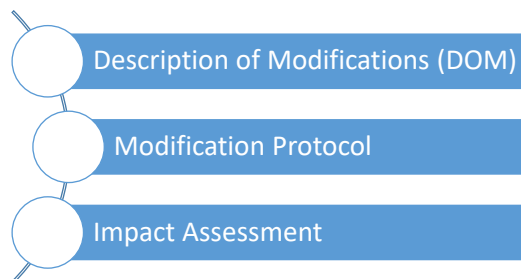 Description of Modifications (DOM)
Modification Protocol
Impact Assessment